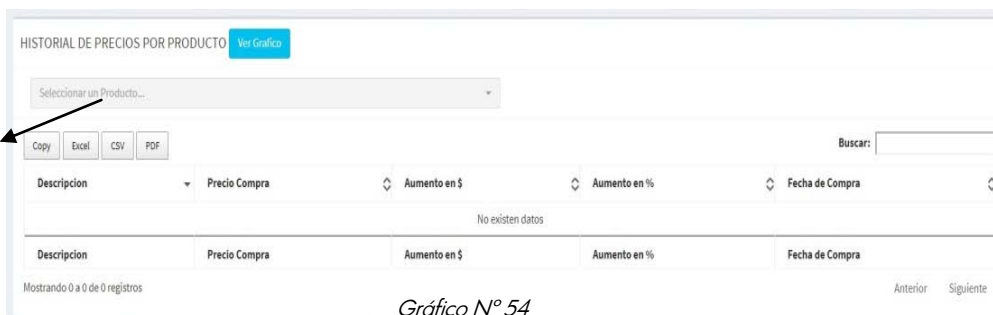 HISTORIAL DE PRECIOS POR PRODUCTO Ver Grafico
Seleccionar un Producto...
Copy Excel CSV PDF Buscar:
Descripcion Precio Compra Aumento en $ Aumento en % Fecha de Compra
No existen datos
Descripcion Precio Compra Aumento en $ Aumento en % Fecha de Compra
Mostrando 0 a 0 de 0 registros Anterior Siguiente
Gráfico N° 54